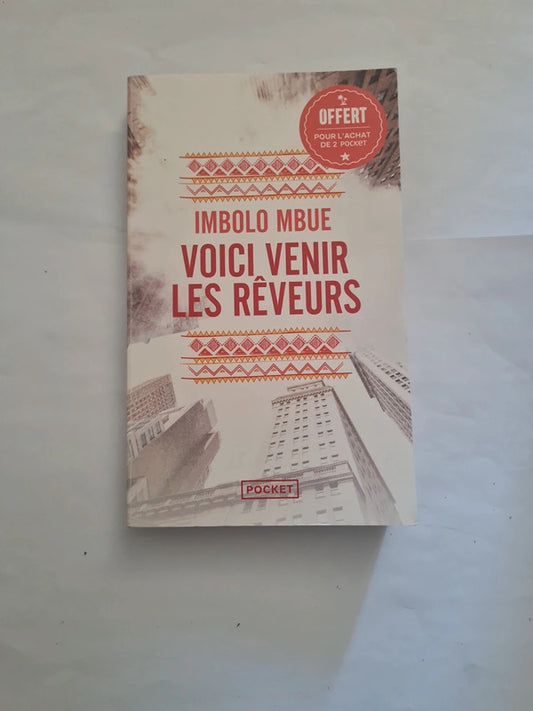 OFFERT
POUR L'ACHAT
DE 2 POCKET
IMBOLO MBUE
VOICI VENIR
LES RÊVEURS
POCKET